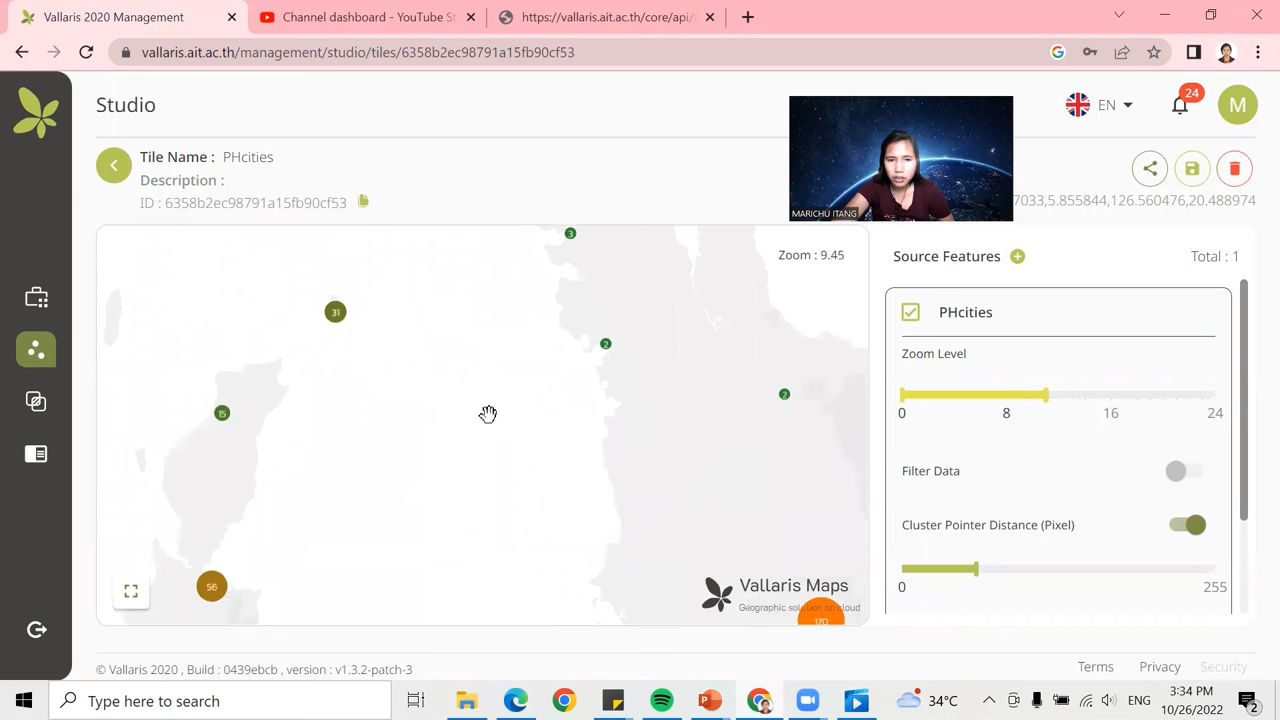 Vallaris 2020 Management
Channel dashboard - YouTube St
https://vallaris.ait.ac.th/core/api/
vallaris.ait.ac.th/management/studio/tiles/6358b2ec98791a15fb90cf53
Studio
EN
24
M
Tile Name : PHcities
Description :
ID : 6358b2ec98791a15fb90cf53
MARICHU ITANG
7033,5.855844,126.560476,20.488974
3
Zoom : 9.45
31
2
2
15
56
170
Vallaris Maps
Geographic solution on cloud
Source Features
Total : 1
PHcities
Zoom Level
0 8 16 24
Filter Data
Cluster Pointer Distance (Pixel)
0 255
© Vallaris 2020 , Build : 0439ebcb , version : v1.3.2-patch-3
Terms Privacy Security
Type here to search
34°C
ENG
3:34 PM
10/26/2022
2